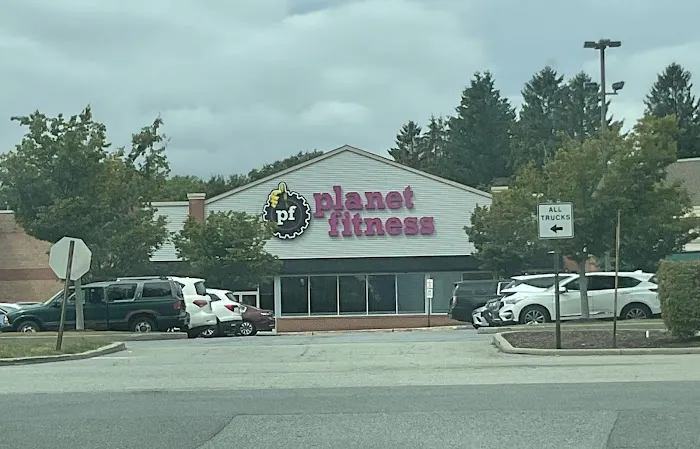 pf
planet
fitness
ALL
TRUCKS